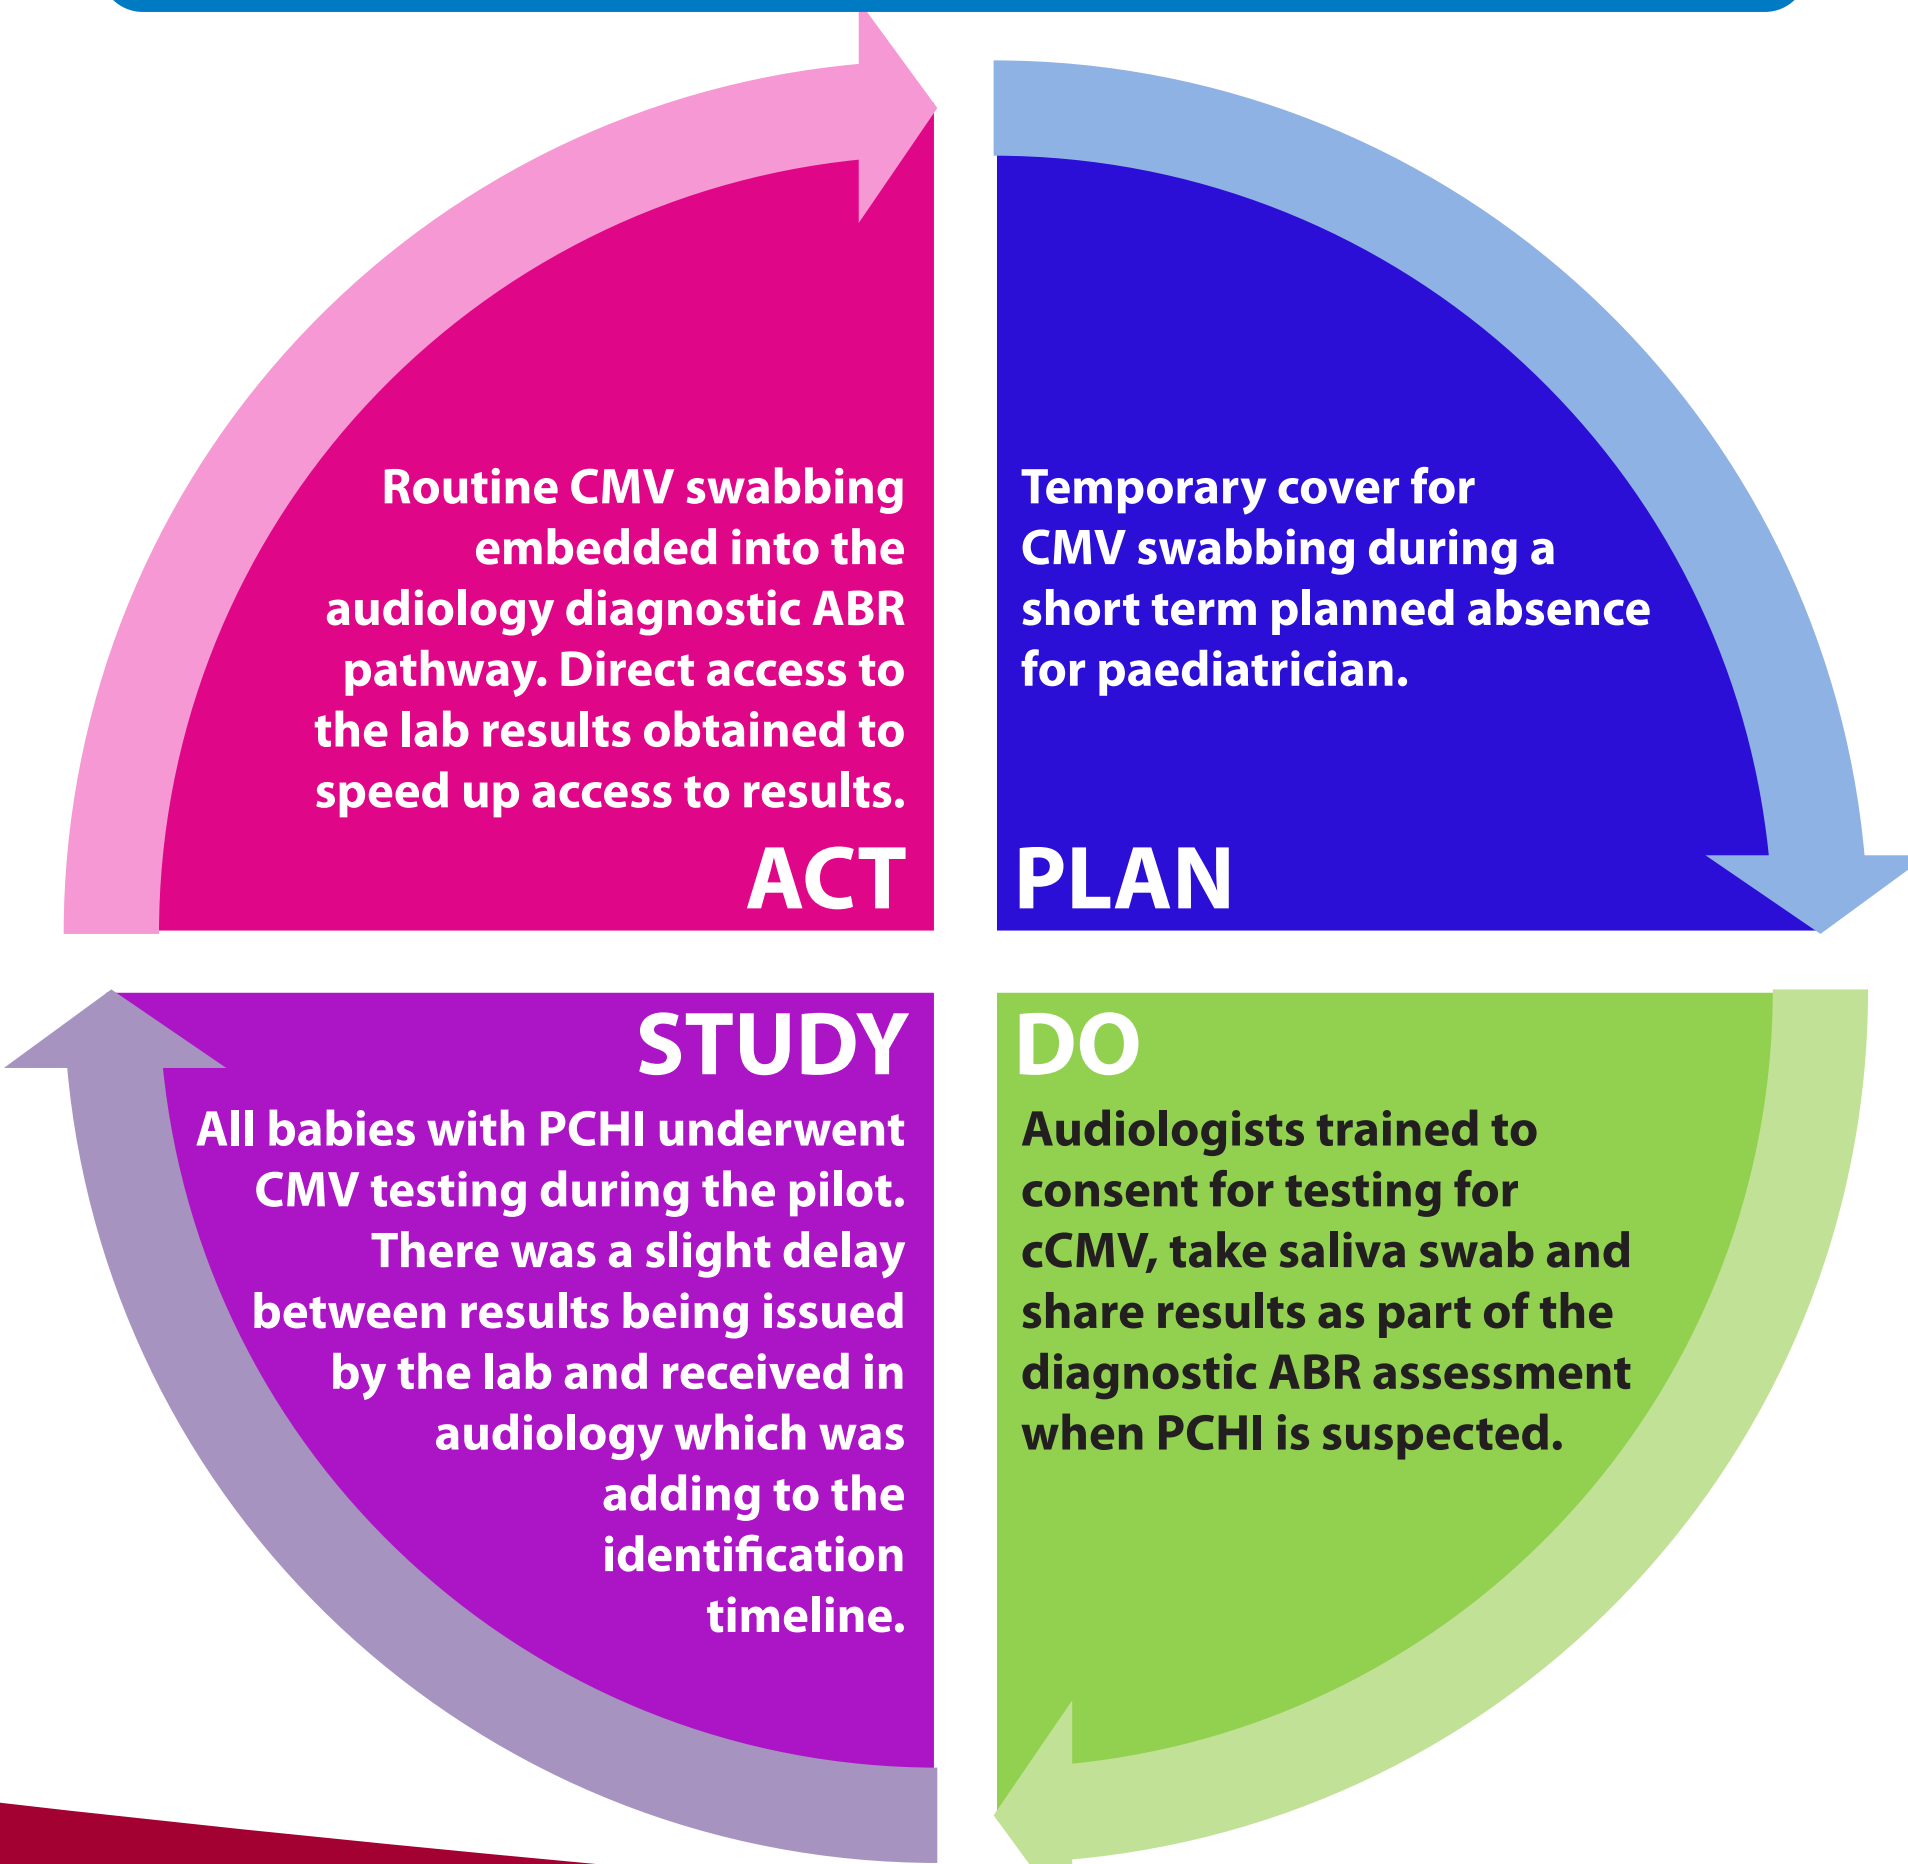 Routine CMV swabbing
embedded into the
audiology diagnostic ABR
pathway. Direct access to
the lab results obtained to
speed up access to results.
ACT
Temporary cover for
CMV swabbing during a
short term planned absence
for paediatrician.
PLAN
STUDY
All babies with PCHI underwent
CMV testing during the pilot.
There was a slight delay
between results being issued
by the lab and received in
audiology which was
adding to the
identification
timeline.
DO
Audiologists trained to
consent for testing for
cCMV, take saliva swab and
share results as part of the
diagnostic ABR assessment
when PCHI is suspected.